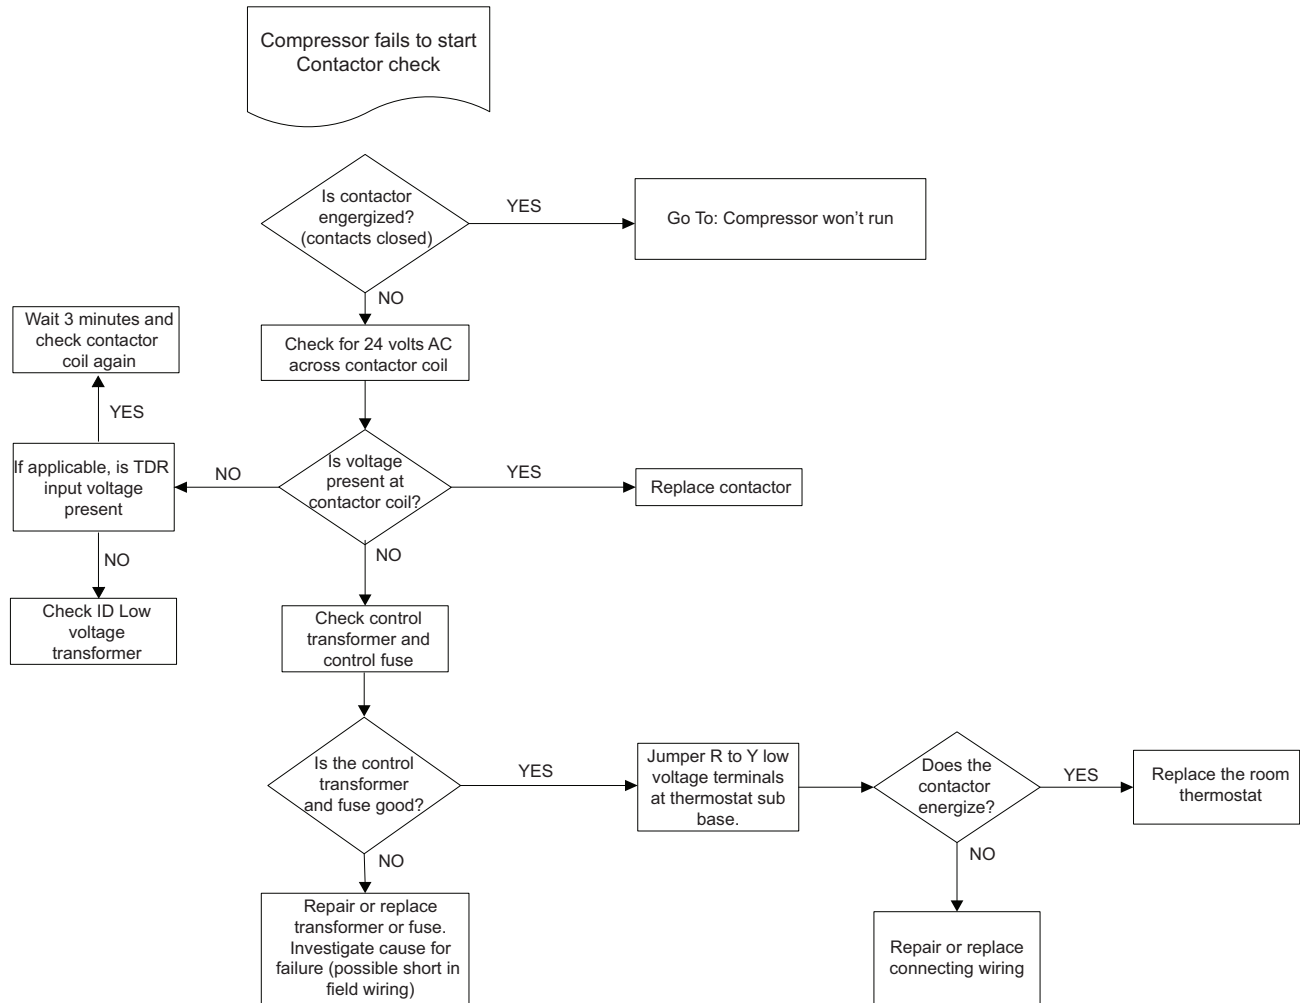 Compressor fails to start
Contactor check
Is contactor
engergized?
(contacts closed)
YES
Go To: Compressor won't run
NO
Wait 3 minutes and
check contactor
coil again
Check for 24 volts AC
across contactor coil
YES
If applicable, is TDR
input voltage
present
NO
Is voltage
present at
contactor coil?
YES
Replace contactor
NO
NO
Check ID Low
voltage
transformer
Check control
transformer and
control fuse
Is the control
transformer
and fuse good?
YES
Jumper R to Y low
voltage terminals
at thermostat sub
base.
Does the
contactor
energize?
YES
Replace the room
thermostat
NO
NO
Repair or replace
transformer or fuse.
Investigate cause for
failure (possible short in
field wiring)
Repair or replace
connecting wiring